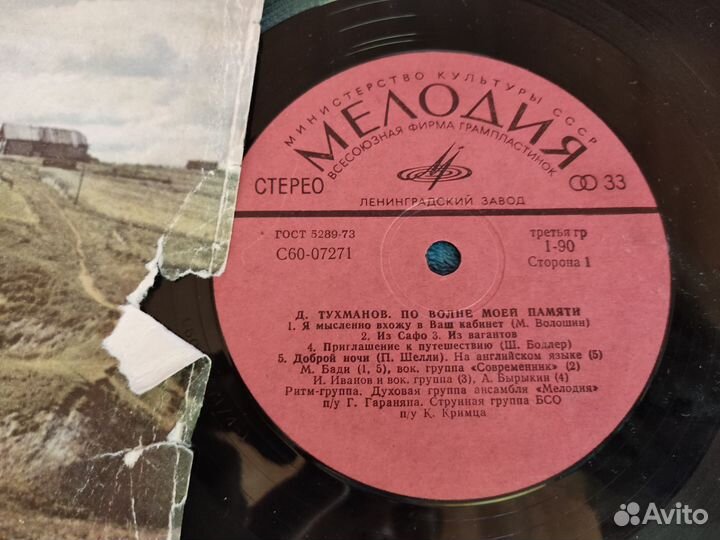 МИНИСТЕРСТВО КУЛЬТУРЫ СССР
МЕЛОДИЯ
ВСЕСОЮЗНАЯ ФИРМА ГРАМПЛАСТИНОК
СТЕРЕО
33
ЛЕНИНГРАДСКИЙ ЗАВОД
ГОСТ 5289-73
С60-07271
третья гр
1-90
Сторона 1
Д. ТУХМАНОВ. ПО ВОЛНЕ МОЕЙ ПАМЯТИ
1. Я мысленно вхожу в Ваш кабинет (М. Волошин)
2. Из Сафо 3. Из вагантов
4. Приглашение к путешествию (Ш. Бодлер)
5. Доброй ночи (П. Шелли). На английском языке (5)
М. Бади (1, 5), вок. группа «Современник» (2)
И. Иванов и вок. группа (3), А. Бырыкин (4)
Ритм-группа. Духовая группа ансамбля «Мелодия»
п/у Г. Гараняна. Струнная группа БСО
п/у К. Кримца
Avito